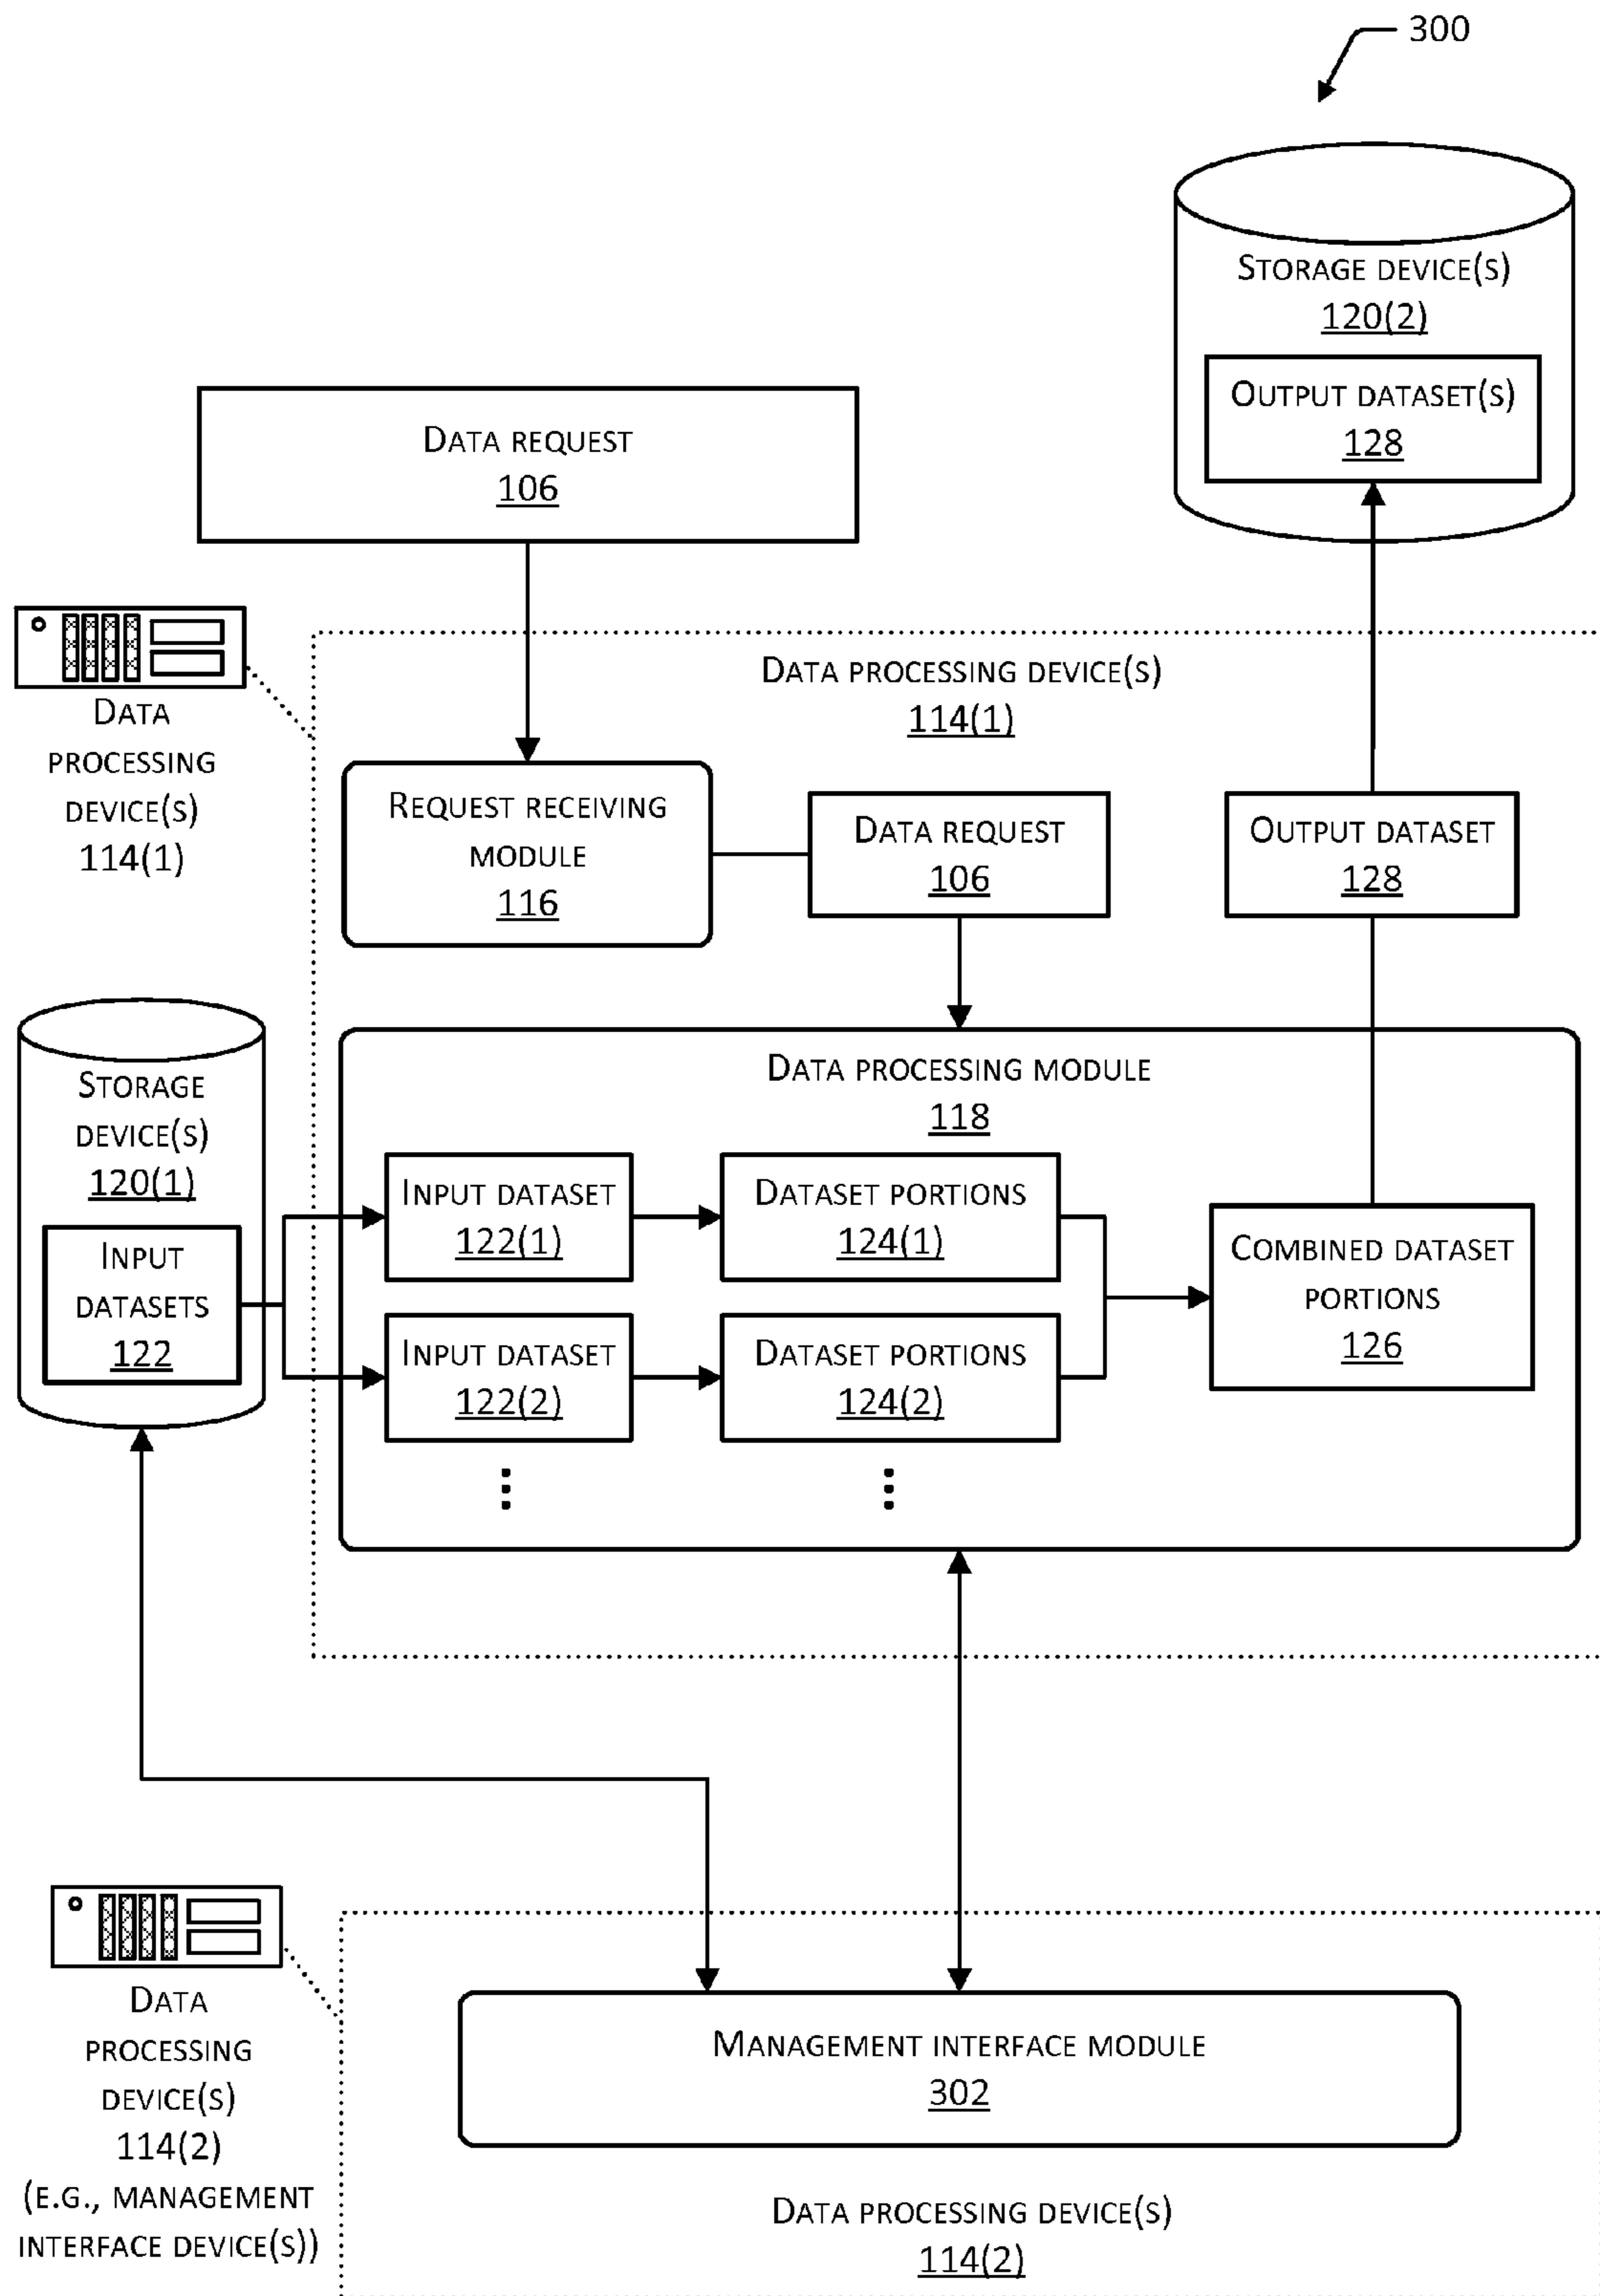 300
STORAGE DEVICE(S)
120(2)
OUTPUT DATASET(S)
128
DATA REQUEST
106
DATA
PROCESSING
DEVICE(S)
114(1)
DATA PROCESSING DEVICE(S)
114(1)
REQUEST RECEIVING
MODULE
116
DATA REQUEST
106
OUTPUT DATASET
128
STORAGE
DEVICE(S)
120(1)
INPUT
DATASETS
122
DATA PROCESSING MODULE
118
INPUT DATASET
122(1)
DATASET PORTIONS
124(1)
INPUT DATASET
122(2)
DATASET PORTIONS
124(2)
COMBINED DATASET
PORTIONS
126
DATA
PROCESSING
DEVICE(S)
114(2)
(E.G., MANAGEMENT
INTERFACE DEVICE(S))
MANAGEMENT INTERFACE MODULE
302
DATA PROCESSING DEVICE(S)
114(2)